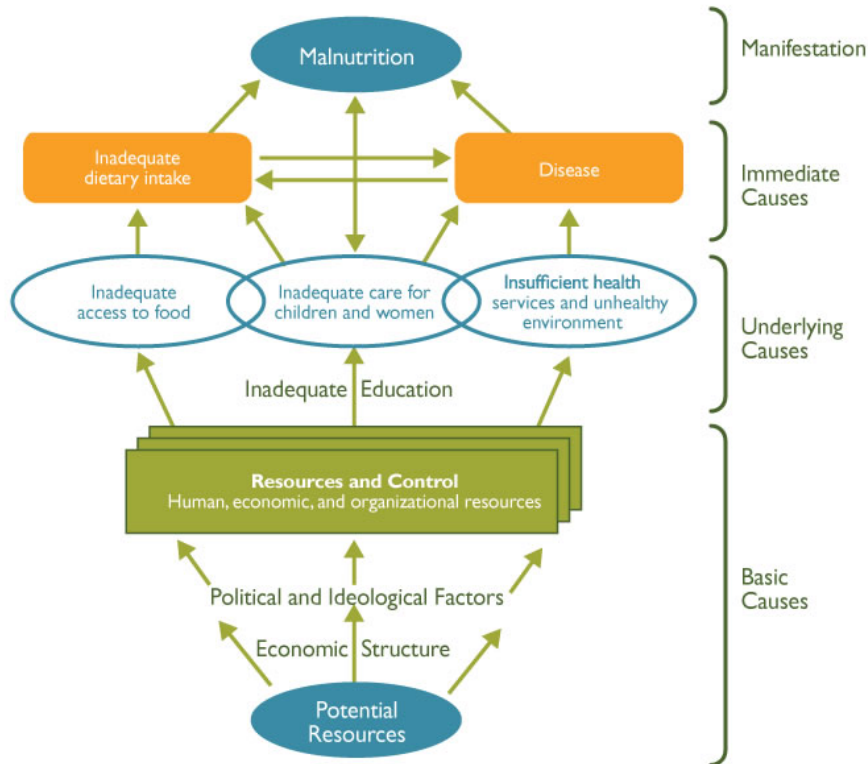 Malnutrition
Manifestation
Inadequate
dietary intake
Disease
Immediate
Causes
Inadequate
access to food
Inadequate care for
children and women
Insufficient health
services and unhealthy
environment
Underlying
Causes
Inadequate Education
Resources and Control
Human, economic, and organizational resources
Political and Ideological Factors
Economic Structure
Basic
Causes
Potential
Resources